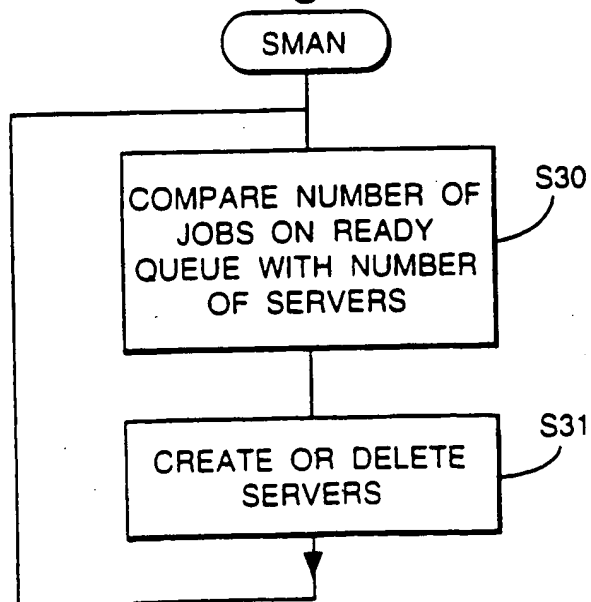 SMAN
COMPARE NUMBER OF
JOBS ON READY
QUEUE WITH NUMBER
OF SERVERS
S30
CREATE OR DELETE
SERVERS
S31